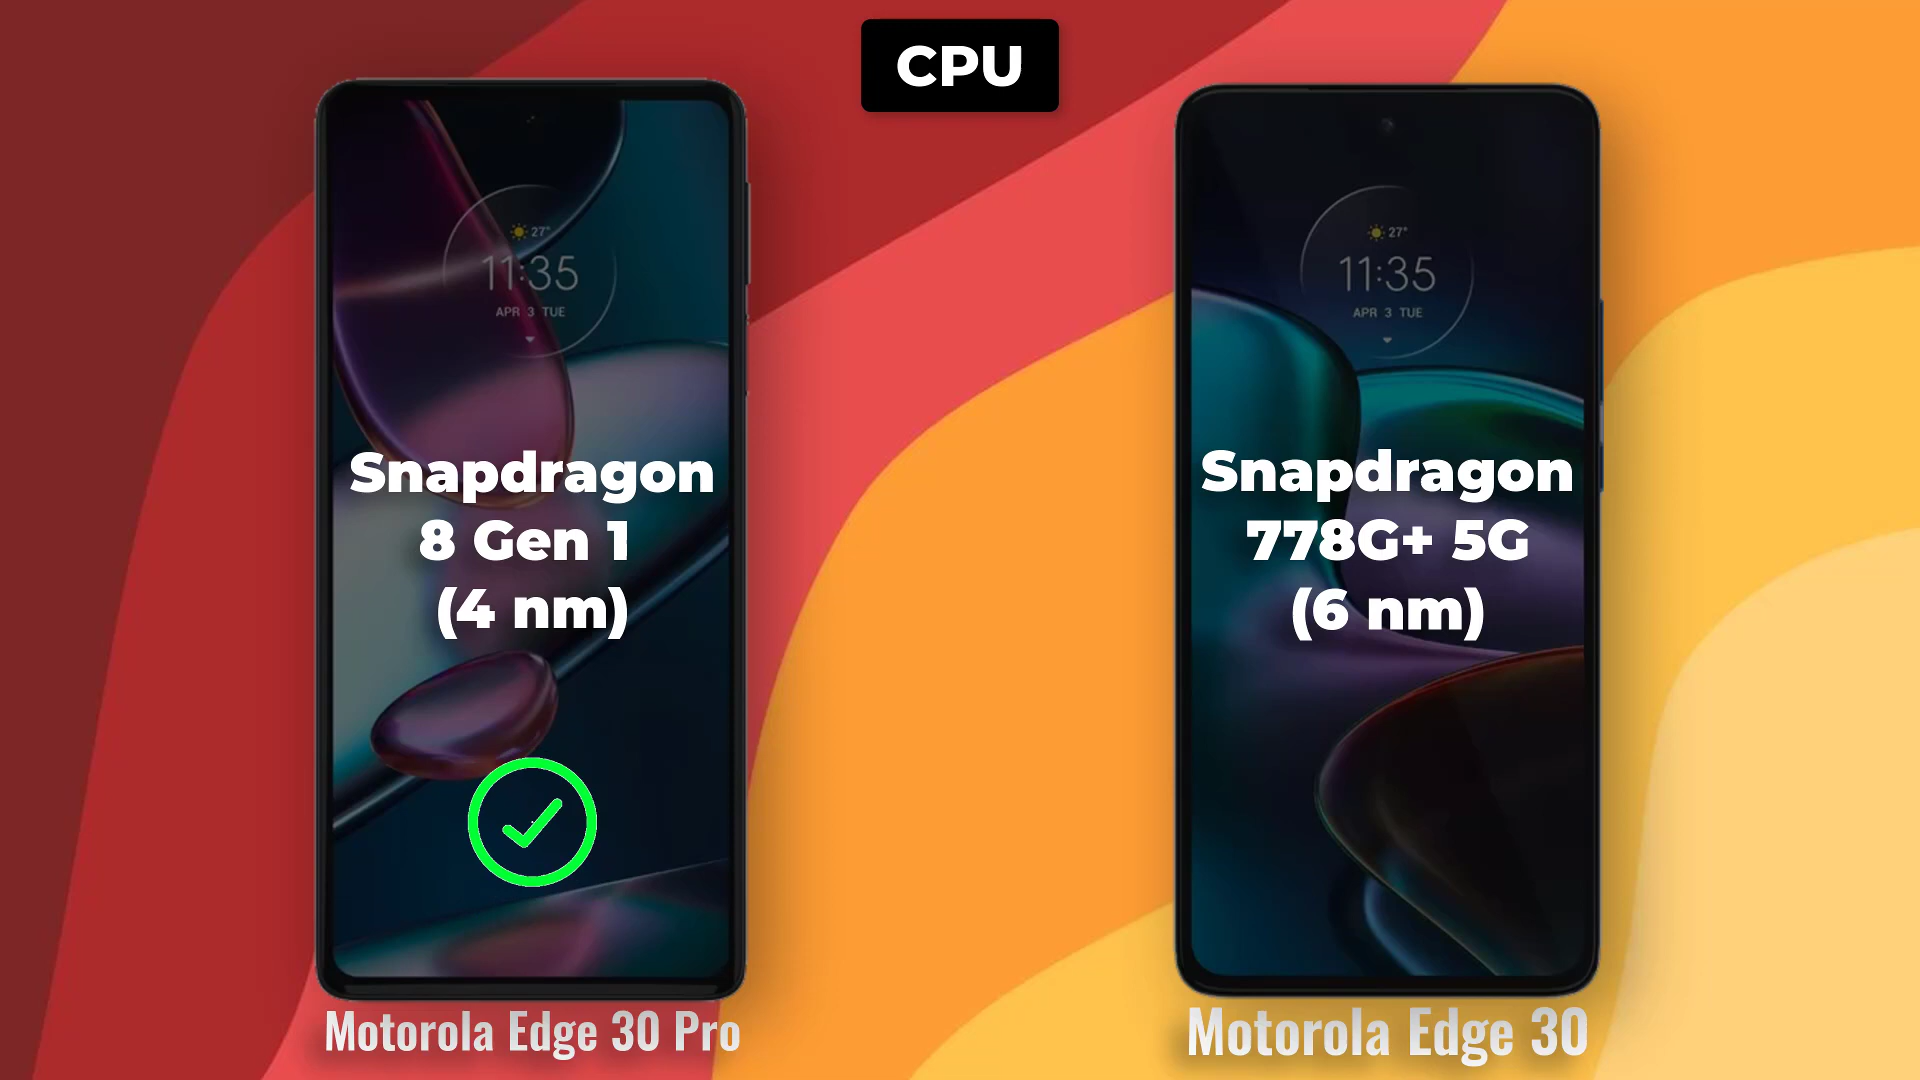 CPU
27°
11:35
APR 3 TUE
Snapdragon
8 Gen 1
(4 nm)
Motorola Edge 30 Pro
27°
11:35
APR 3 TUE
Snapdragon
778G+ 5G
(6 nm)
Motorola Edge 30